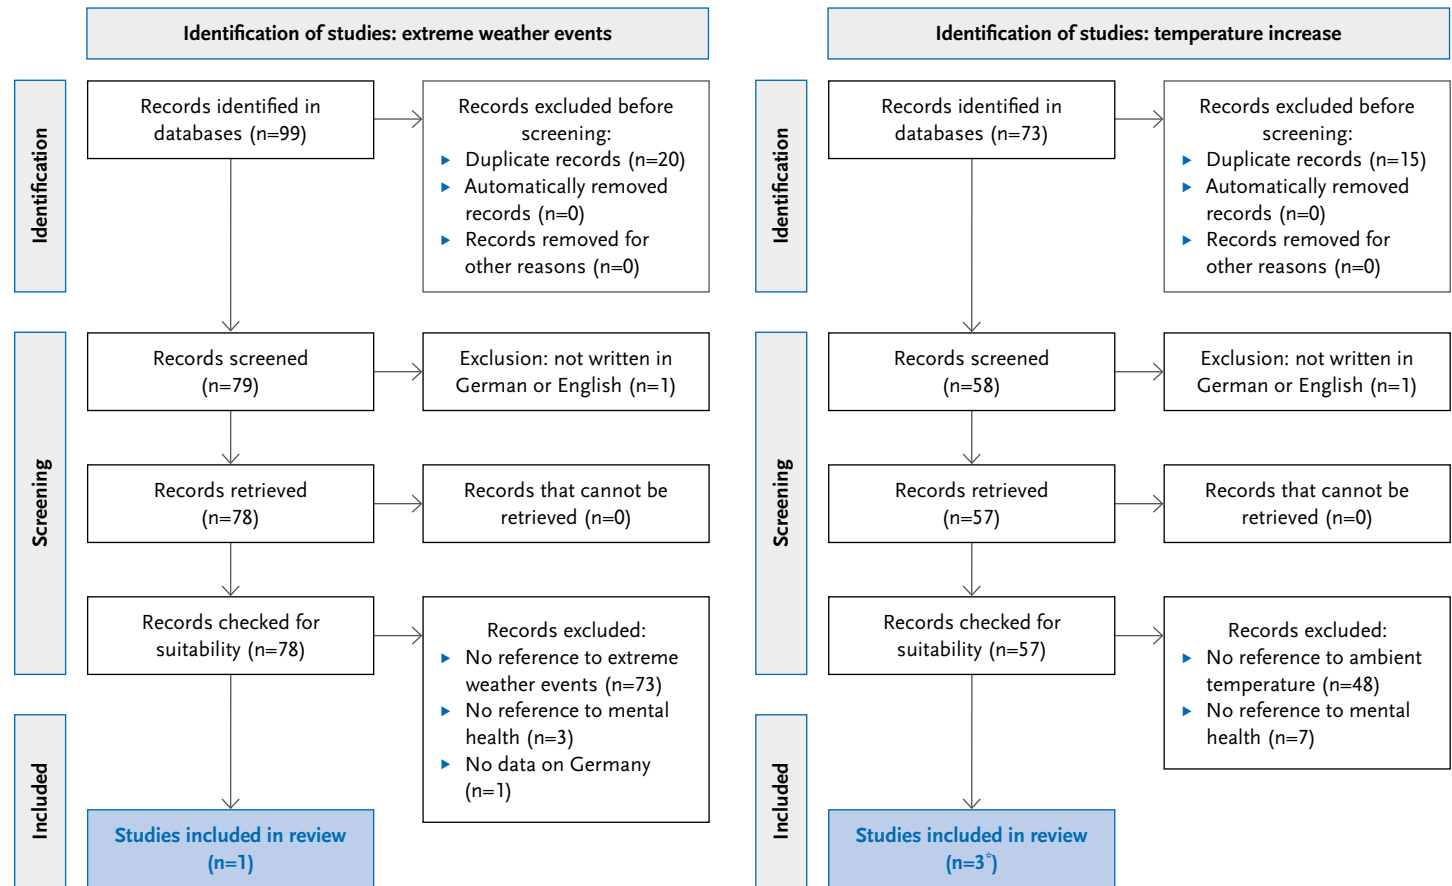 Identification of studies: extreme weather events
Identification
Records identified in
databases (n=99)
Records excluded before
screening:
▶ Duplicate records (n=20)
▶ Automatically removed
records (n=0)
▶ Records removed for
other reasons (n=0)
Screening
Records screened
(n=79)
Exclusion: not written in
German or English (n=1)
Records retrieved
(n=78)
Records that cannot be
retrieved (n=0)
Records checked for
suitability (n=78)
Records excluded:
▶ No reference to extreme
weather events (n=73)
▶ No reference to mental
health (n=3)
▶ No data on Germany
(n=1)
Included
Studies included in review
(n=1)
Identification of studies: temperature increase
Identification
Records identified in
databases (n=73)
Records excluded before
screening:
▶ Duplicate records (n=15)
▶ Automatically removed
records (n=0)
▶ Records removed for
other reasons (n=0)
Screening
Records screened
(n=58)
Exclusion: not written in
German or English (n=1)
Records retrieved
(n=57)
Records that cannot be
retrieved (n=0)
Records checked for
suitability (n=57)
Records excluded:
▶ No reference to ambient
temperature (n=48)
▶ No reference to mental
health (n=7)
Included
Studies included in review
(n=3*)